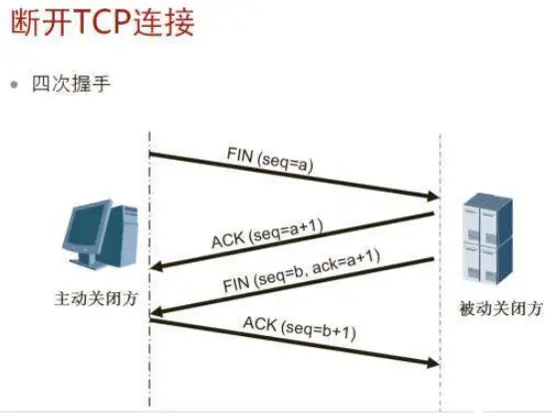 断开TCP连接
四次握手
FIN (seq=a)
ACK (seq=a+1)
FIN (seq=b, ack=a+1)
ACK (seq=b+1)
主动关闭方
被动关闭方